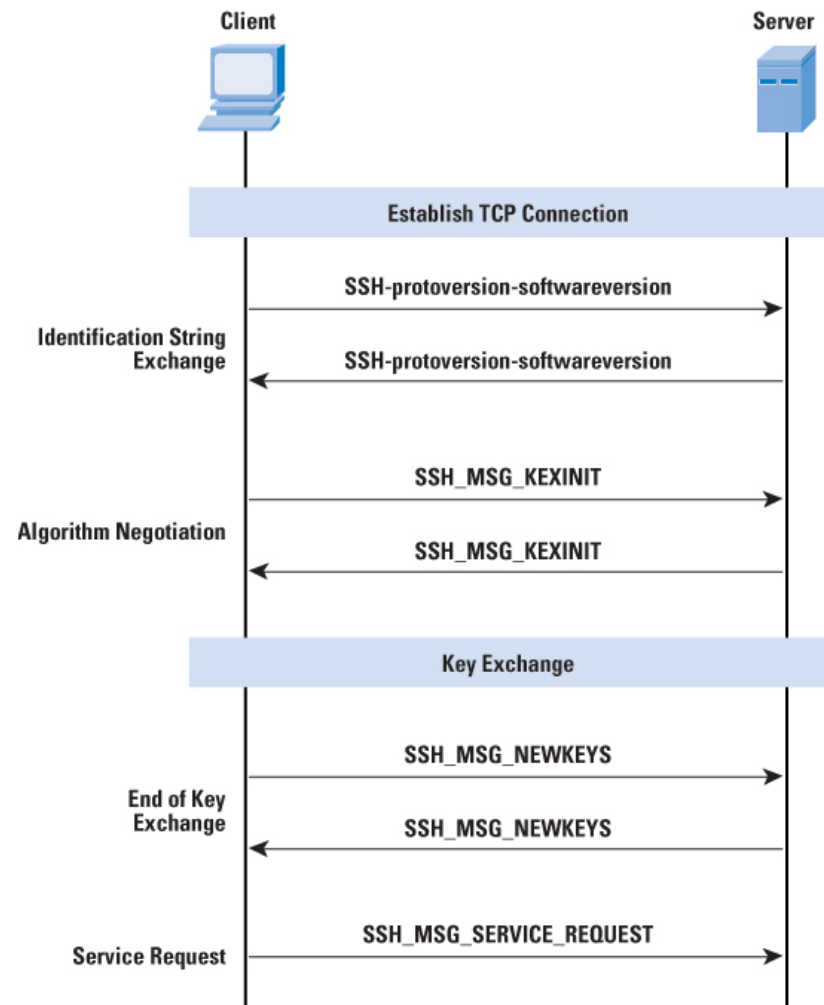 Client
Server
Establish TCP Connection
SSH-protoversion-softwareversion
Identification String
Exchange
SSH-protoversion-softwareversion
SSH_MSG_KEXINIT
Algorithm Negotiation
SSH_MSG_KEXINIT
Key Exchange
SSH_MSG_NEWKEYS
End of Key
Exchange
SSH_MSG_NEWKEYS
SSH_MSG_SERVICE_REQUEST
Service Request